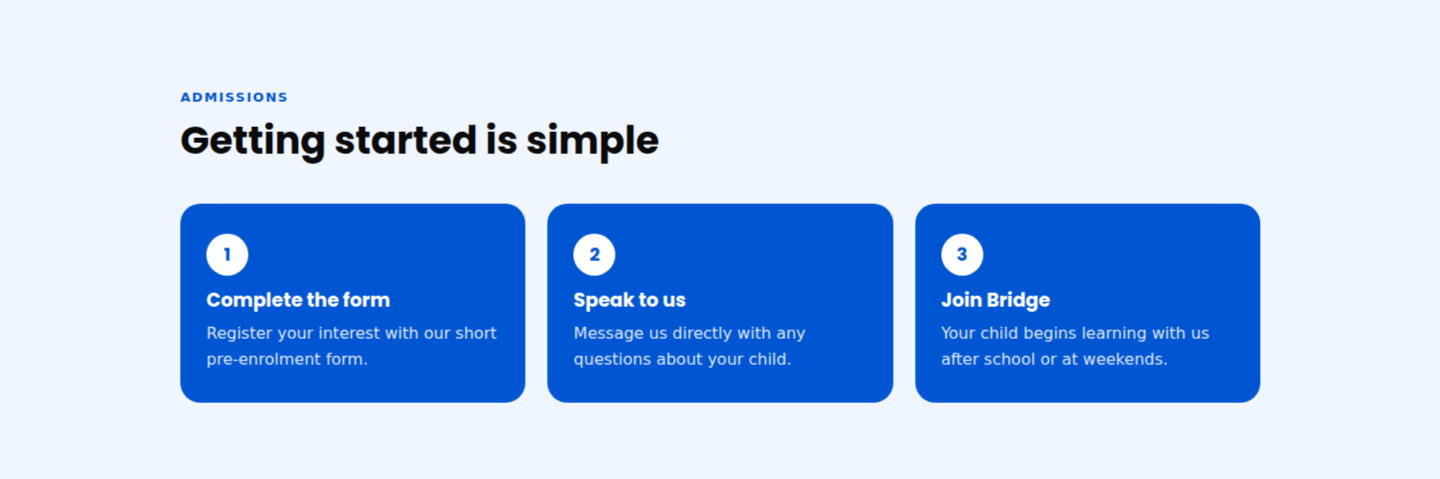 ADMISSIONS
Getting started is simple
1
Complete the form
Register your interest with our short
pre-enrolment form.
2
Speak to us
Message us directly with any
questions about your child.
3
Join Bridge
Your child begins learning with us
after school or at weekends.